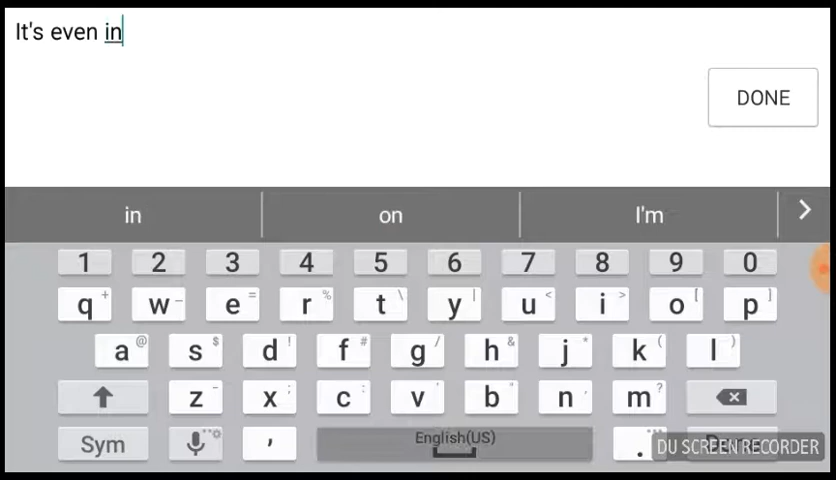 It's even in
DONE
in on I'm >
1 2 3 4 5 6 7 8 9 0
q + w - e = r % t \ y | u < i > o [ p ]
a @ s $ d ! f # g / h & j * k ( l )
z x ; c : v ' b " n , m ?
Sym , English(US) .
DU SCREEN RECORDER